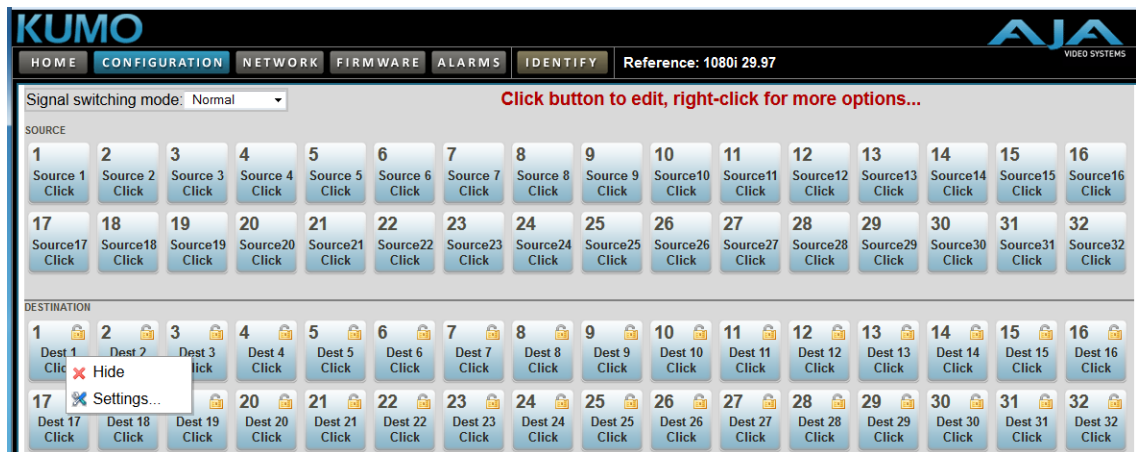 KUMO
AJA
VIDEO SYSTEMS
HOME CONFIGURATION NETWORK FIRMWARE ALARMS IDENTIFY Reference: 1080i 29.97
Signal switching mode: Normal Click button to edit, right-click for more options...
SOURCE
1 2 3 4 5 6 7 8 9 10 11 12 13 14 15 16
Source 1 Source 2 Source 3 Source 4 Source 5 Source 6 Source 7 Source 8 Source 9 Source10 Source11 Source12 Source13 Source14 Source15 Source16
Click Click Click Click Click Click Click Click Click Click Click Click Click Click Click Click
17 18 19 20 21 22 23 24 25 26 27 28 29 30 31 32
Source17 Source18 Source19 Source20 Source21 Source22 Source23 Source24 Source25 Source26 Source27 Source28 Source29 Source30 Source31 Source32
Click Click Click Click Click Click Click Click Click Click Click Click Click Click Click Click
DESTINATION
1 2 3 4 5 6 7 8 9 10 11 12 13 14 15 16
Dest 1 Dest 2 Dest 3 Dest 4 Dest 5 Dest 6 Dest 7 Dest 8 Dest 9 Dest 10 Dest 11 Dest 12 Dest 13 Dest 14 Dest 15 Dest 16
Click Click Click Click Click Click Click Click Click Click Click Click Click Click
Hide
Settings...
17 20 21 22 23 24 25 26 27 28 29 30 31 32
Dest 17 Dest 18 Dest 19 Dest 20 Dest 21 Dest 22 Dest 23 Dest 24 Dest 25 Dest 26 Dest 27 Dest 28 Dest 29 Dest 30 Dest 31 Dest 32
Click Click Click Click Click Click Click Click Click Click Click Click Click Click Click Click